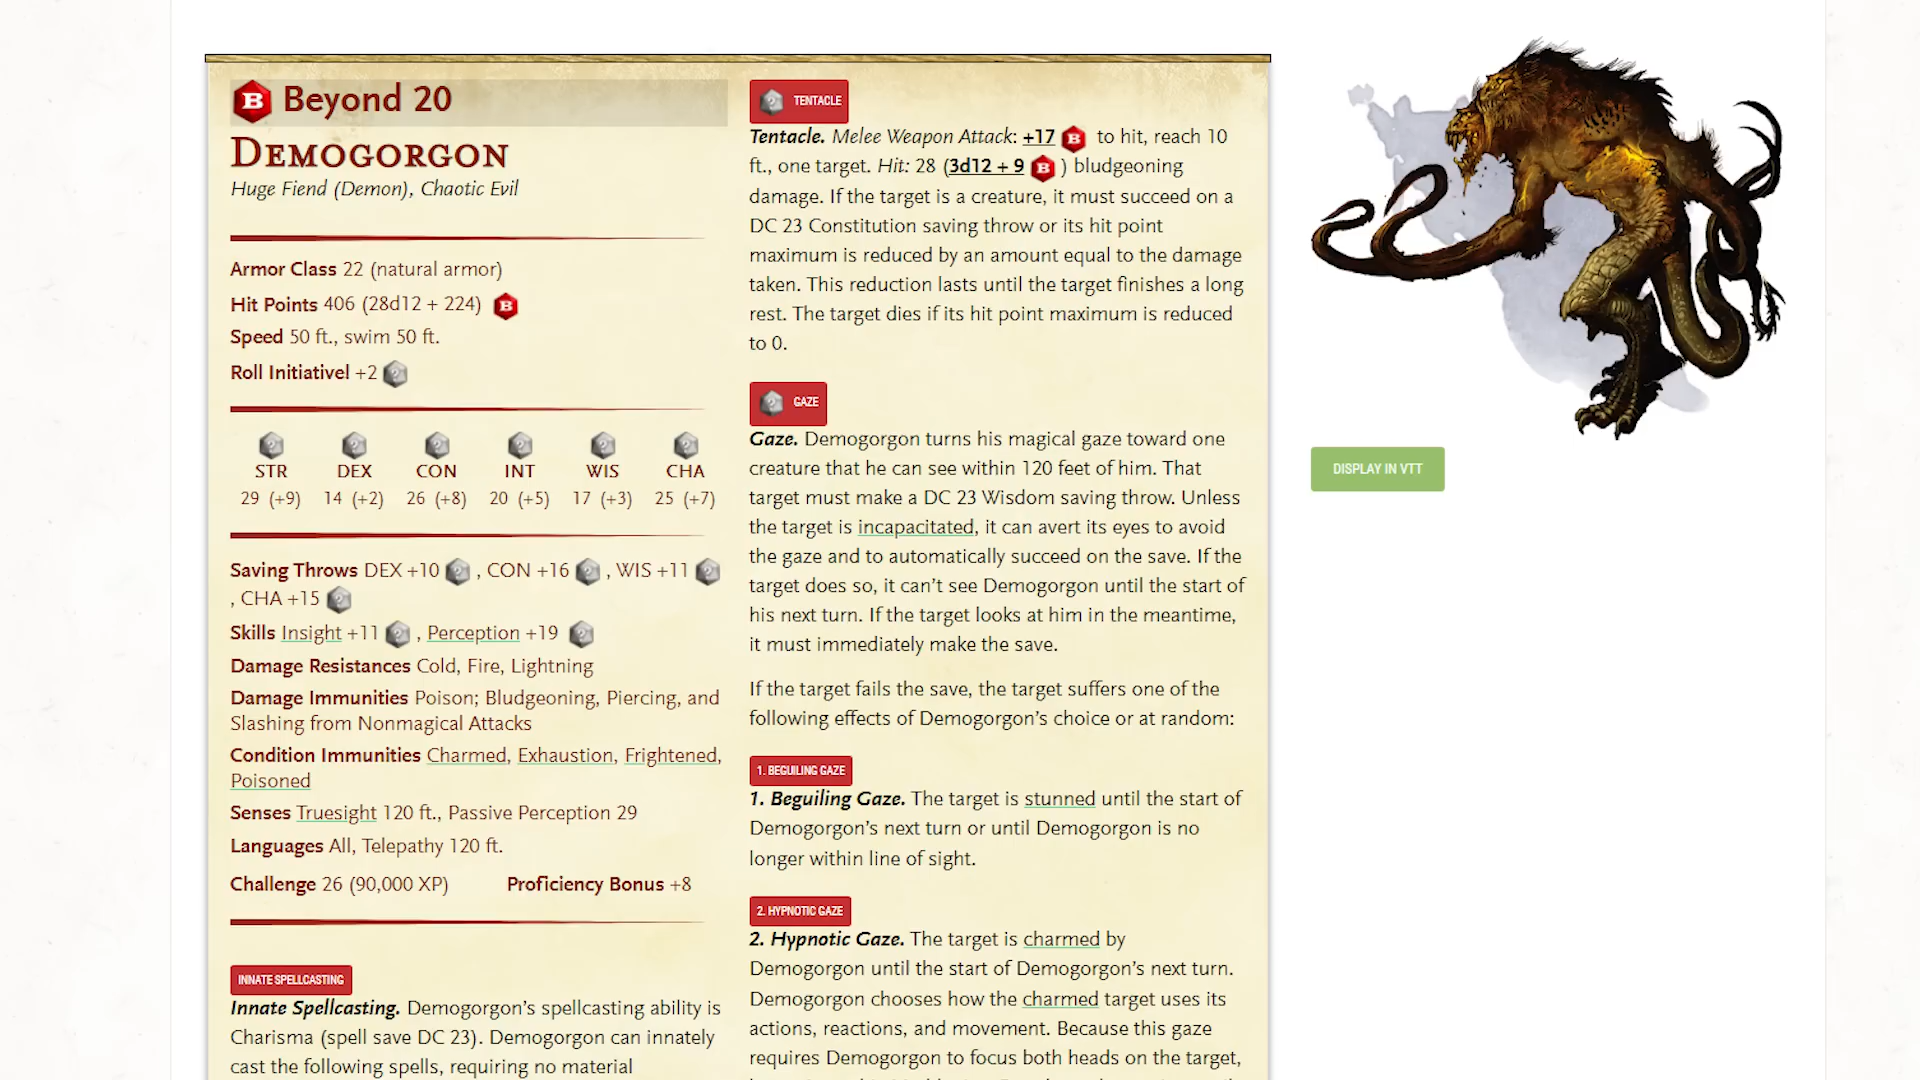 B Beyond 20
DEMOGORGON
Huge Fiend (Demon), Chaotic Evil
Armor Class 22 (natural armor)
Hit Points 406 (28d12 + 224) B
Speed 50 ft., swim 50 ft.
Roll Initiative! +2
STR DEX CON INT WIS CHA
29 (+9) 14 (+2) 26 (+8) 20 (+5) 17 (+3) 25 (+7)
Saving Throws DEX +10 , CON +16 , WIS +11
, CHA +15
Skills Insight +11 , Perception +19
Damage Resistances Cold, Fire, Lightning
Damage Immunities Poison; Bludgeoning, Piercing, and
Slashing from Nonmagical Attacks
Condition Immunities Charmed, Exhaustion, Frightened,
Poisoned
Senses Truesight 120 ft., Passive Perception 29
Languages All, Telepathy 120 ft.
Challenge 26 (90,000 XP) Proficiency Bonus +8
INNATE SPELLCASTING
Innate Spellcasting. Demogorgon's spellcasting ability is
Charisma (spell save DC 23). Demogorgon can innately
cast the following spells, requiring no material
TENTACLE
Tentacle. Melee Weapon Attack: +17 B to hit, reach 10
ft., one target. Hit: 28 (3d12 + 9 B ) bludgeoning
damage. If the target is a creature, it must succeed on a
DC 23 Constitution saving throw or its hit point
maximum is reduced by an amount equal to the damage
taken. This reduction lasts until the target finishes a long
rest. The target dies if its hit point maximum is reduced
to 0.
GAZE
Gaze. Demogorgon turns his magical gaze toward one
creature that he can see within 120 feet of him. That
target must make a DC 23 Wisdom saving throw. Unless
the target is incapacitated, it can avert its eyes to avoid
the gaze and to automatically succeed on the save. If the
target does so, it can't see Demogorgon until the start of
his next turn. If the target looks at him in the meantime,
it must immediately make the save.
If the target fails the save, the target suffers one of the
following effects of Demogorgon's choice or at random:
1. BEGUILING GAZE
1. Beguiling Gaze. The target is stunned until the start of
Demogorgon's next turn or until Demogorgon is no
longer within line of sight.
2. HYPNOTIC GAZE
2. Hypnotic Gaze. The target is charmed by
Demogorgon until the start of Demogorgon's next turn.
Demogorgon chooses how the charmed target uses its
actions, reactions, and movement. Because this gaze
requires Demogorgon to focus both heads on the target,
DISPLAY IN VTT